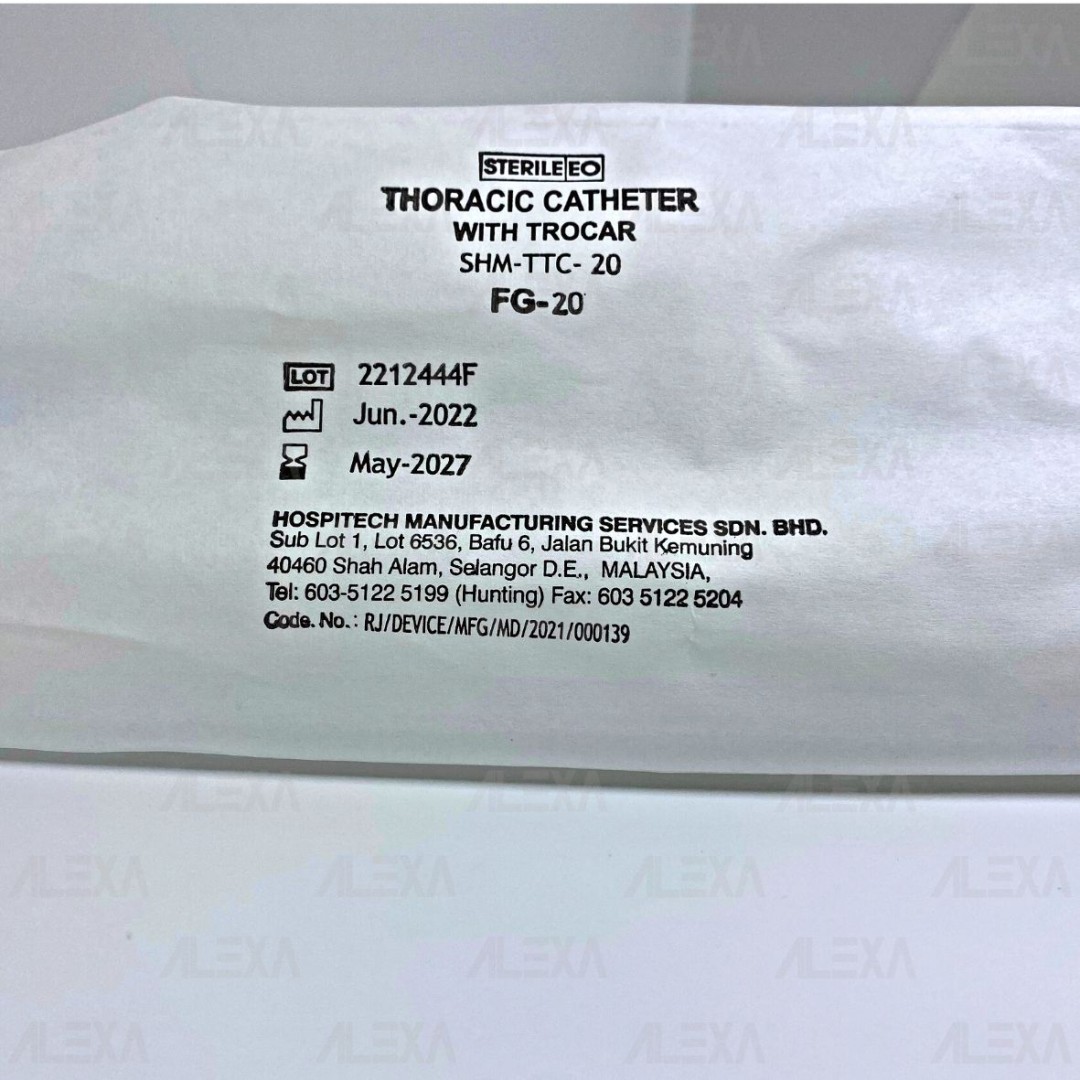 STERILE EO
THORACIC CATHETER
WITH TROCAR
SHM-TTC- 20
FG-20
LOT 2212444F
Jun.-2022
May-2027
HOSPITECH MANUFACTURING SERVICES SDN. BHD.
Sub Lot 1, Lot 6536, Bafu 6, Jalan Bukit Kemuning
40460 Shah Alam, Selangor D.E., MALAYSIA,
Tel: 603-5122 5199 (Hunting) Fax: 603 5122 5204
Code. No.: RJ/DEVICE/MFG/MD/2021/000139
ALEXA